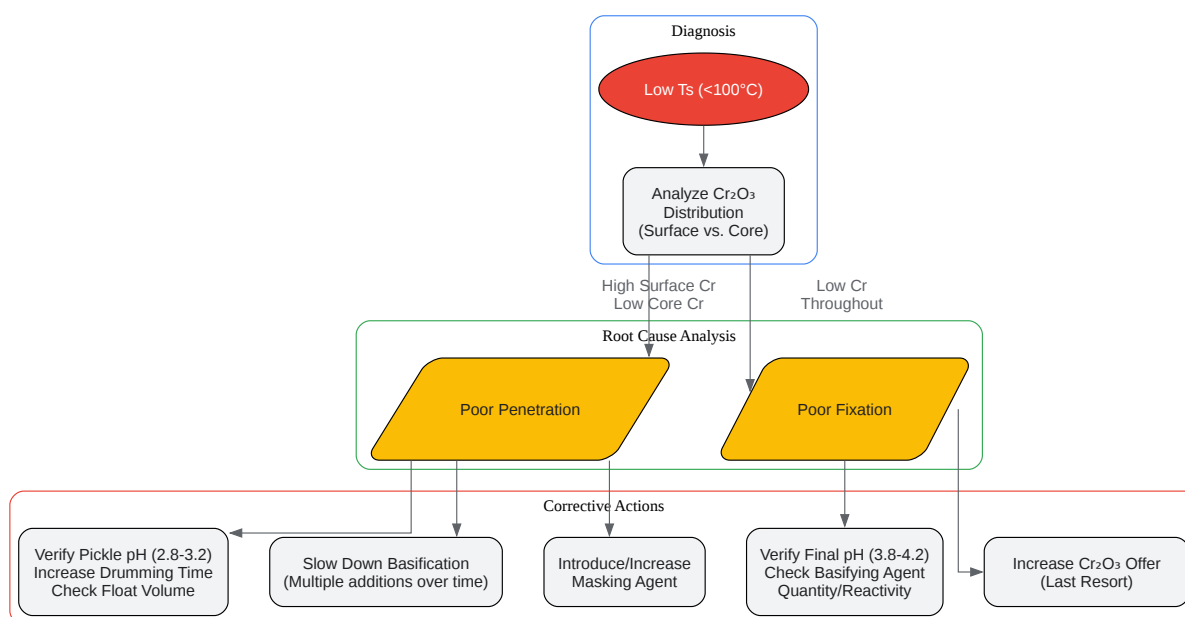 Diagnosis
Low Ts (<100°C)
Analyze Cr₂O₃
Distribution
(Surface vs. Core)
High Surface Cr
Low Core Cr
Low Cr
Throughout
Root Cause Analysis
Poor Penetration
Poor Fixation
Corrective Actions
Verify Pickle pH (2.8-3.2)
Increase Drumming Time
Check Float Volume
Slow Down Basification
(Multiple additions over time)
Introduce/Increase
Masking Agent
Verify Final pH (3.8-4.2)
Check Basifying Agent
Quantity/Reactivity
Increase Cr₂O₃ Offer
(Last Resort)